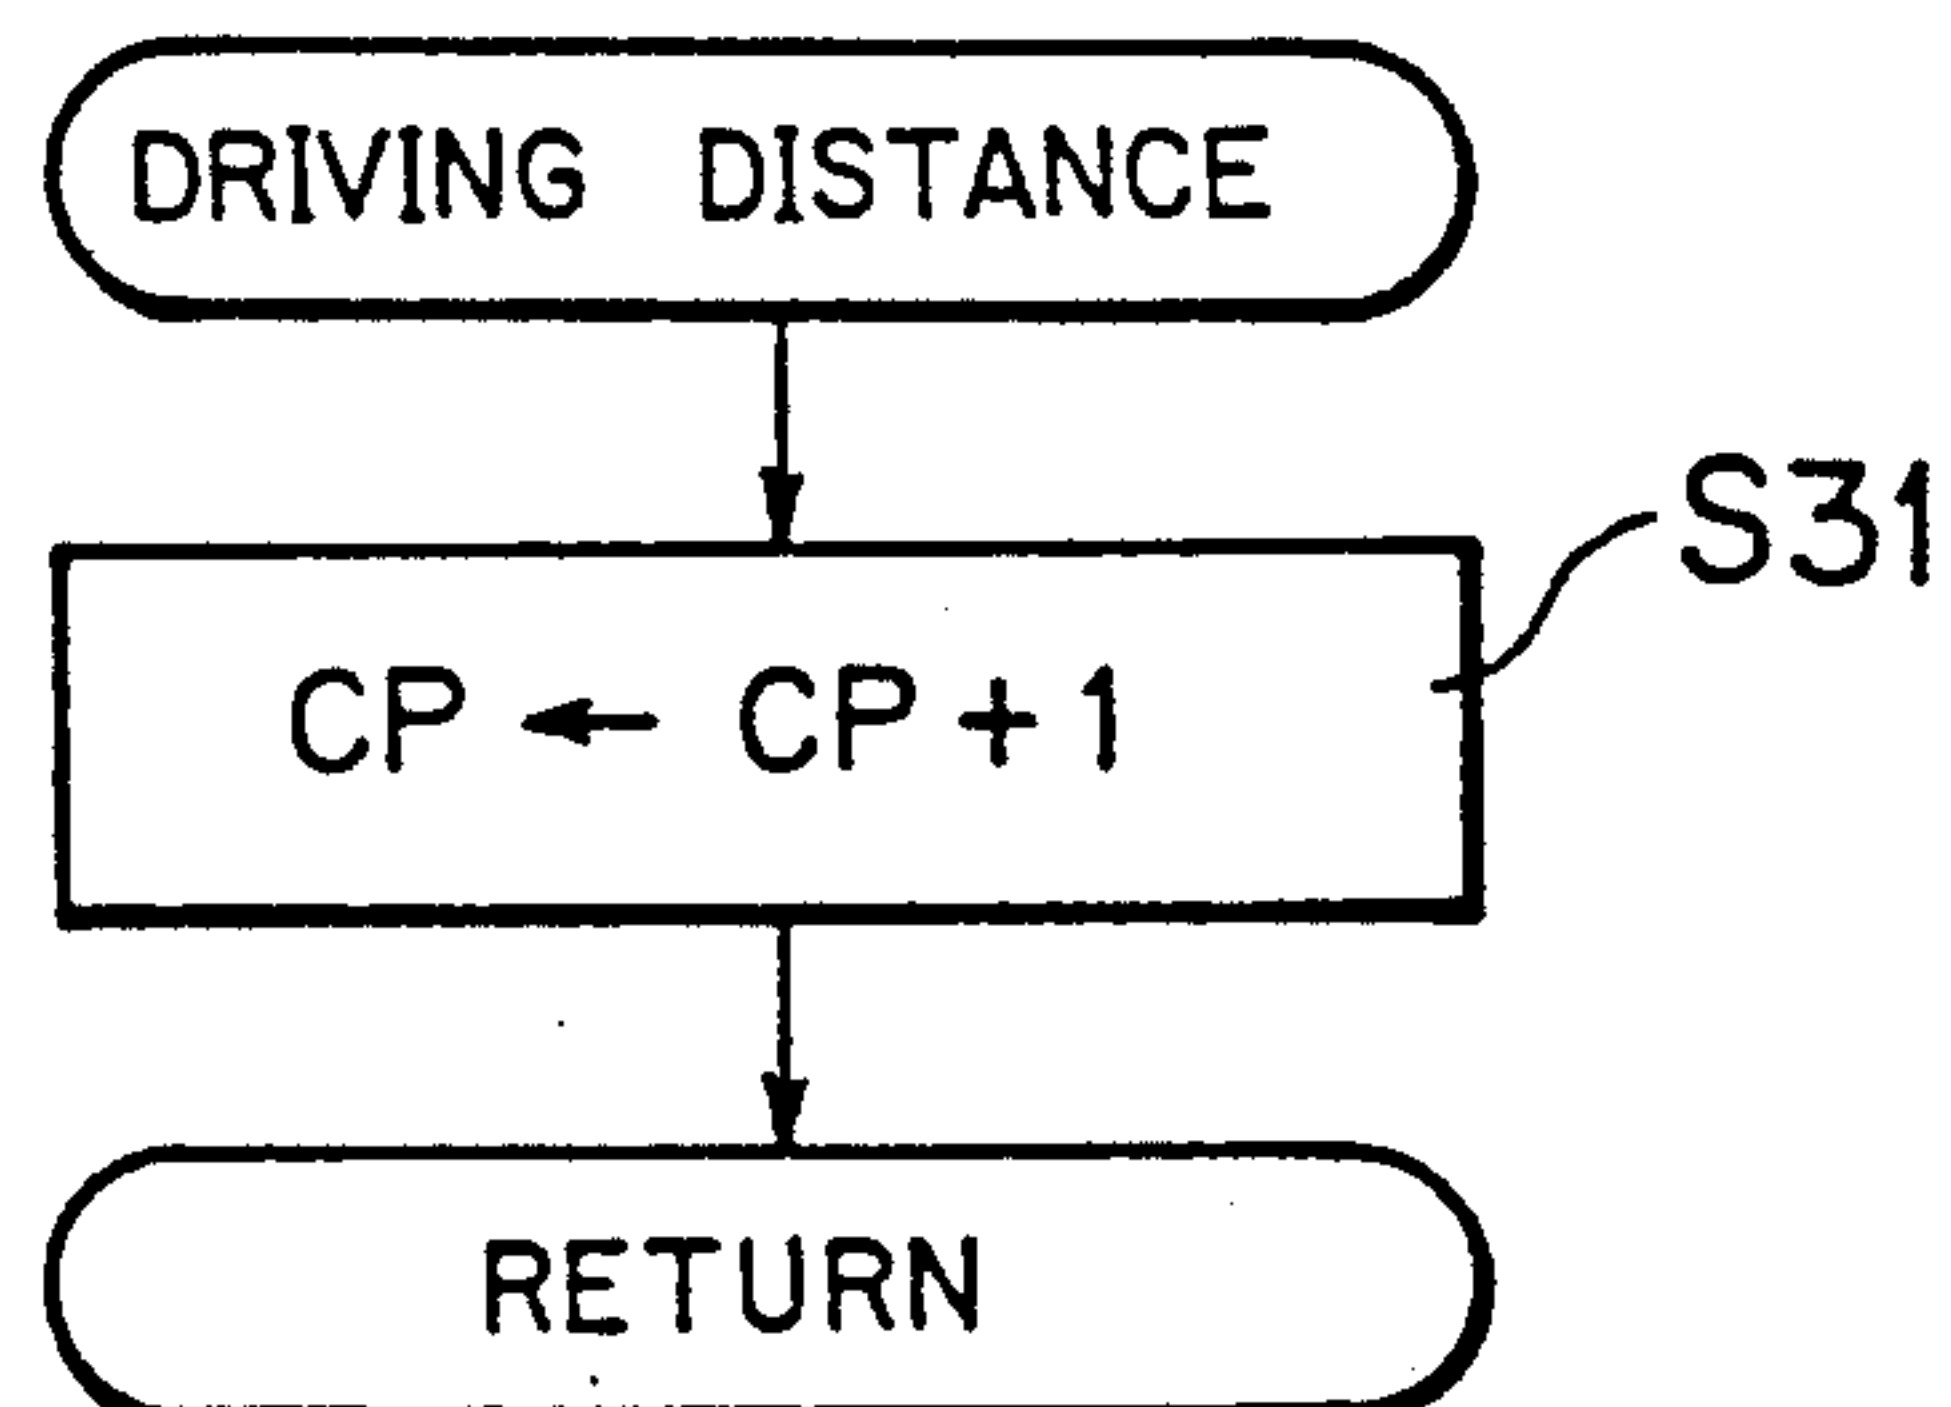 DRIVING DISTANCE
S31
CP ← CP + 1
RETURN